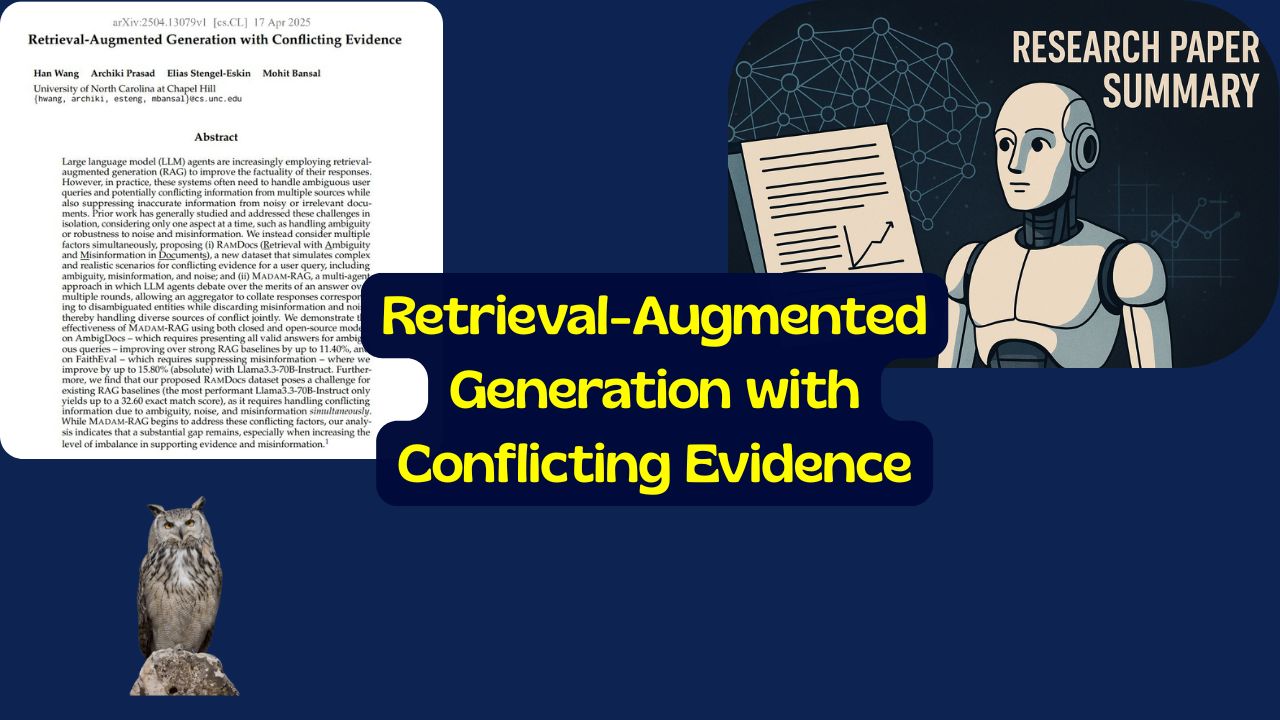 arXiv:2504.13079v1 [cs.CL] 17 Apr 2025
Retrieval-Augmented Generation with Conflicting Evidence
Han Wang Archiki Prasad Elias Stengel-Eskin Mohit Bansal
University of North Carolina at Chapel Hill
{hwang, archiki, esteng, mbansal}@cs.unc.edu
Abstract
Large language model (LLM) agents are increasingly employing retrieval-
augmented generation (RAG) to improve the factuality of their responses.
However, in practice, these systems often need to handle ambiguous user
queries and potentially conflicting information from multiple sources while
also suppressing inaccurate information from noisy or irrelevant docu-
ments. Prior work has generally studied and addressed these challenges in
isolation, considering only one aspect at a time, such as handling ambiguity
or robustness to noise and misinformation. We instead consider multiple
factors simultaneously, proposing (i) RAMDocs (Retrieval with Ambiguity
and Misinformation in Documents), a new dataset that simulates complex
and realistic scenarios for conflicting evidence for a user query, including
ambiguity, misinformation, and noise; and (ii) MADAM-RAG, a multi-agent
approach in which LLM agents debate over the merits of an answer
multiple rounds, allowing an aggregator to collate responses
ing to disambiguated entities while discarding misinformation and
thereby handling diverse sources of conflict jointly. We demonstrate
effectiveness of MADAM-RAG using both closed and open-source
on AmbigDocs – which requires presenting all valid answers for
ous queries – improving over strong RAG baselines by up to 11.40%,
on FaithEval – which requires suppressing misinformation – where we
improve by up to 15.80% (absolute) with Llama3.3-70B-Instruct. Further-
more, we find that our proposed RAMDocs dataset poses a challenge for
existing RAG baselines (the most performant Llama3.3-70B-Instruct only
yields up to a 32.60 exact match score), as it requires handling conflicting
information due to ambiguity, noise, and misinformation simultaneously.
While MADAM-RAG begins to address these conflicting factors, our analy-
sis indicates that a substantial gap remains, especially when increasing the
level of imbalance in supporting evidence and misinformation.1
RESEARCH PAPER
SUMMARY
Retrieval-Augmented
Generation with
Conflicting Evidence